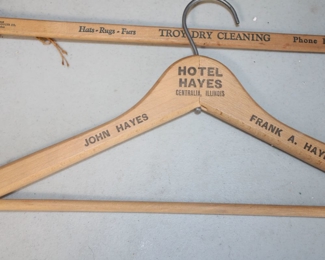 Hats - Rugs - Furs TROY DRY CLEANING Phone
HOTEL
HAYES
CENTRALIA, ILLINOIS
JOHN HAYES
FRANK A. HAY